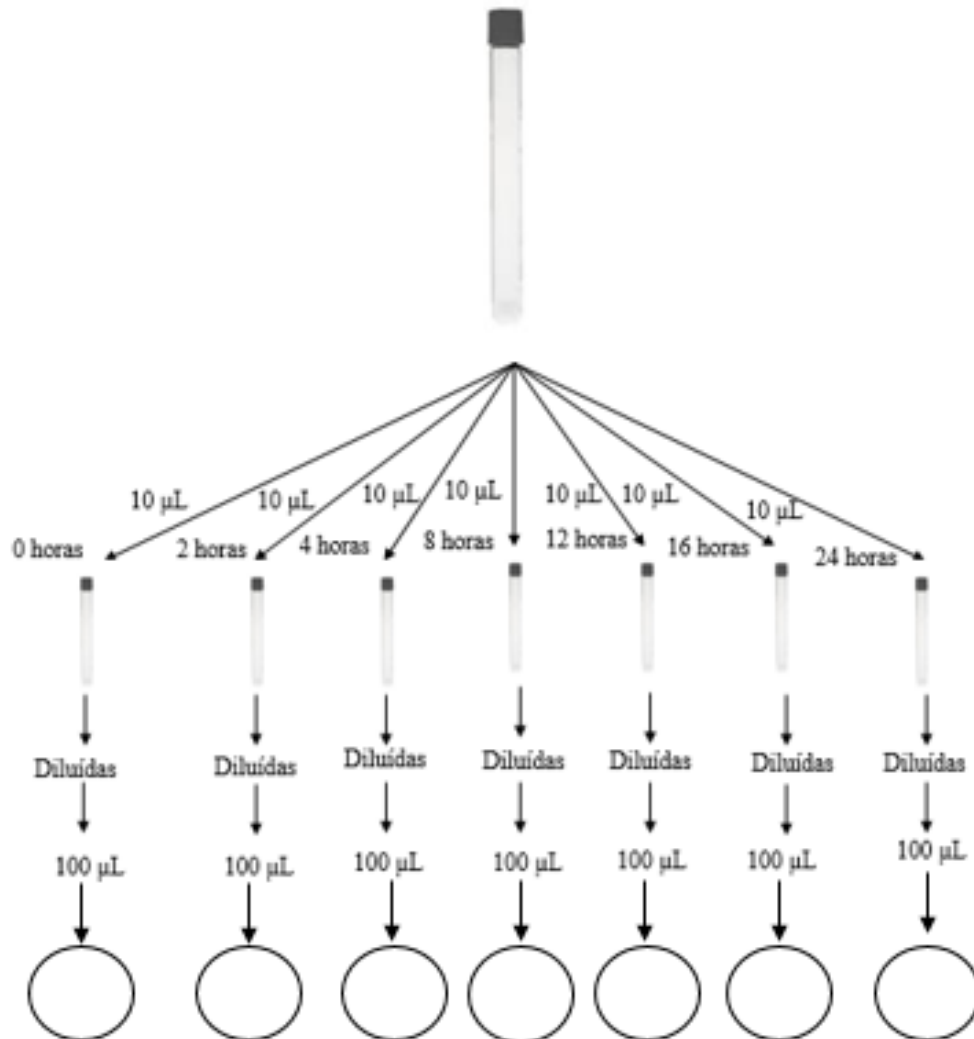 10 µL
10 µL
10 µL
10 µL
10 µL
10 µL
10 µL
0 horas
2 horas
4 horas
8 horas
12 horas
16 horas
24 horas
Diluídas
Diluídas
Diluídas
Diluídas
Diluídas
Diluídas
Diluídas
100 µL
100 µL
100 µL
100 µL
100 µL
100 µL
100 µL